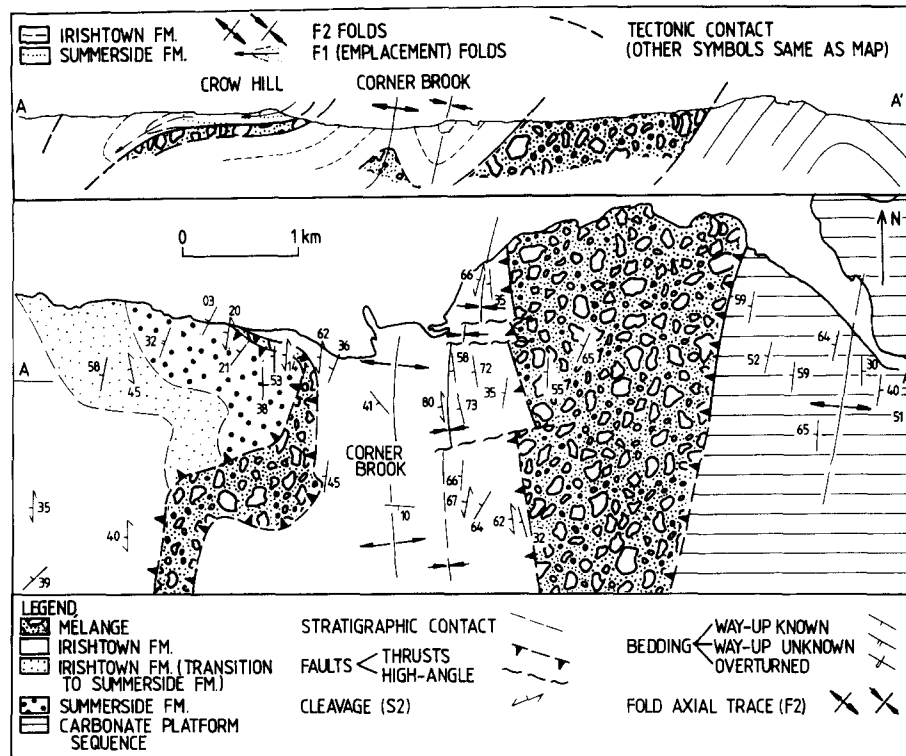 IRISHTOWN FM.
SUMMERSIDE FM.
F2 FOLDS
F1 (EMPLACEMENT) FOLDS
TECTONIC CONTACT
(OTHER SYMBOLS SAME AS MAP)
CROW HILL
CORNER BROOK
A
A'
0 1 km
N
03
20
62
36
66
35
59
64
32
21
14
58
72
65
52
30
A
58
45
53
38
41
80
73
35
55
59
40
A
51
65
CORNER
BROOK
45
66
67
10
64
62
32
35
40
39
LEGEND
MÉLANGE
IRISHTOWN FM.
IRISHTOWN FM. (TRANSITION
TO SUMMERSIDE FM.)
SUMMERSIDE FM.
CARBONATE PLATFORM
SEQUENCE
STRATIGRAPHIC CONTACT
FAULTS
THRUSTS
HIGH-ANGLE
CLEAVAGE (S2)
BEDDING
WAY-UP KNOWN
WAY-UP UNKNOWN
OVERTURNED
FOLD AXIAL TRACE (F2)